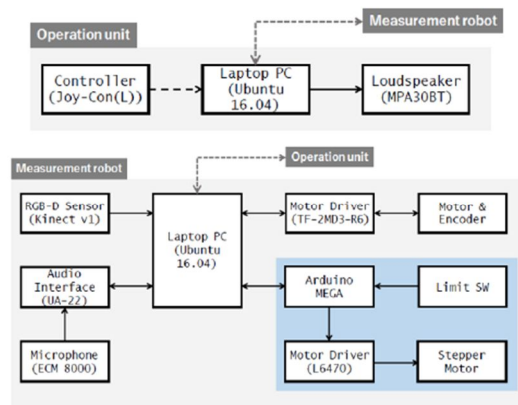 Measurement robot
Operation unit
Controller
(Joy-Con(L))
Laptop PC
(Ubuntu
16.04)
Loudspeaker
(MPA30BT)
Operation unit
Measurement robot
RGB-D Sensor
(Kinect v1)
Laptop PC
(Ubuntu
16.04)
Motor Driver
(TF-2MD3-R6)
Motor &
Encoder
Audio
Interface
(UA-22)
Arduino
MEGA
Limit SW
Microphone
(ECM 8000)
Motor Driver
(L6470)
Stepper
Motor